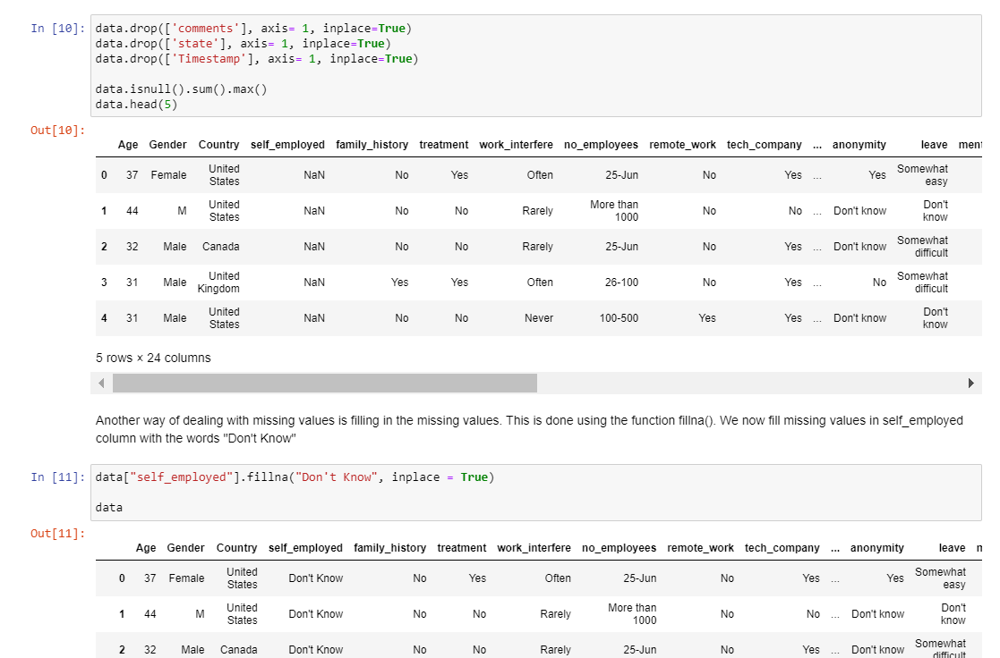 In [10]: data.drop(['comments'], axis= 1, inplace=True)
data.drop(['state'], axis= 1, inplace=True)
data.drop(['Timestamp'], axis= 1, inplace=True)
data.isnull().sum().max()
data.head(5)
Out[10]:
Age Gender Country self_employed family_history treatment work_interfere no_employees remote_work tech_company ... anonymity leave ment
0 37 Female United States NaN No Yes Often 25-Jun No Yes ... Yes Somewhat easy
1 44 M United States NaN No No Rarely More than 1000 No No ... Don't know Don't know
2 32 Male Canada NaN No No Rarely 25-Jun No Yes ... Don't know Somewhat difficult
3 31 Male United Kingdom NaN Yes Yes Often 26-100 No Yes ... No Somewhat difficult
4 31 Male United States NaN No No Never 100-500 Yes Yes ... Don't know Don't know
5 rows × 24 columns
Another way of dealing with missing values is filling in the missing values. This is done using the function fillna(). We now fill missing values in self_employed
column with the words "Don't Know"
In [11]: data["self_employed"].fillna("Don't Know", inplace = True)
data
Out[11]:
Age Gender Country self_employed family_history treatment work_interfere no_employees remote_work tech_company ... anonymity leave m
0 37 Female United States Don't Know No Yes Often 25-Jun No Yes ... Yes Somewhat easy
1 44 M United States Don't Know No No Rarely More than 1000 No No ... Don't know Don't know
2 32 Male Canada Don't Know No No Rarely 25-Jun No Yes ... Don't know Somewhat difficult